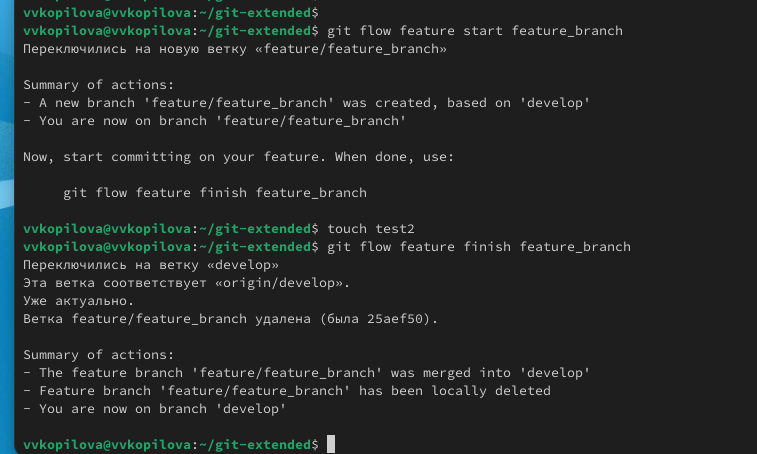 vvkopilova@vvkopilova:~/git-extended$
vvkopilova@vvkopilova:~/git-extended$ git flow feature start feature_branch
Переключились на новую ветку «feature/feature_branch»
Summary of actions:
- A new branch 'feature/feature_branch' was created, based on 'develop'
- You are now on branch 'feature/feature_branch'
Now, start committing on your feature. When done, use:
git flow feature finish feature_branch
vvkopilova@vvkopilova:~/git-extended$ touch test2
vvkopilova@vvkopilova:~/git-extended$ git flow feature finish feature_branch
Переключились на ветку «develop»
Эта ветка соответствует «origin/develop».
Уже актуально.
Ветка feature/feature_branch удалена (была 25aef50).
Summary of actions:
- The feature branch 'feature/feature_branch' was merged into 'develop'
- Feature branch 'feature/feature_branch' has been locally deleted
- You are now on branch 'develop'
vvkopilova@vvkopilova:~/git-extended$